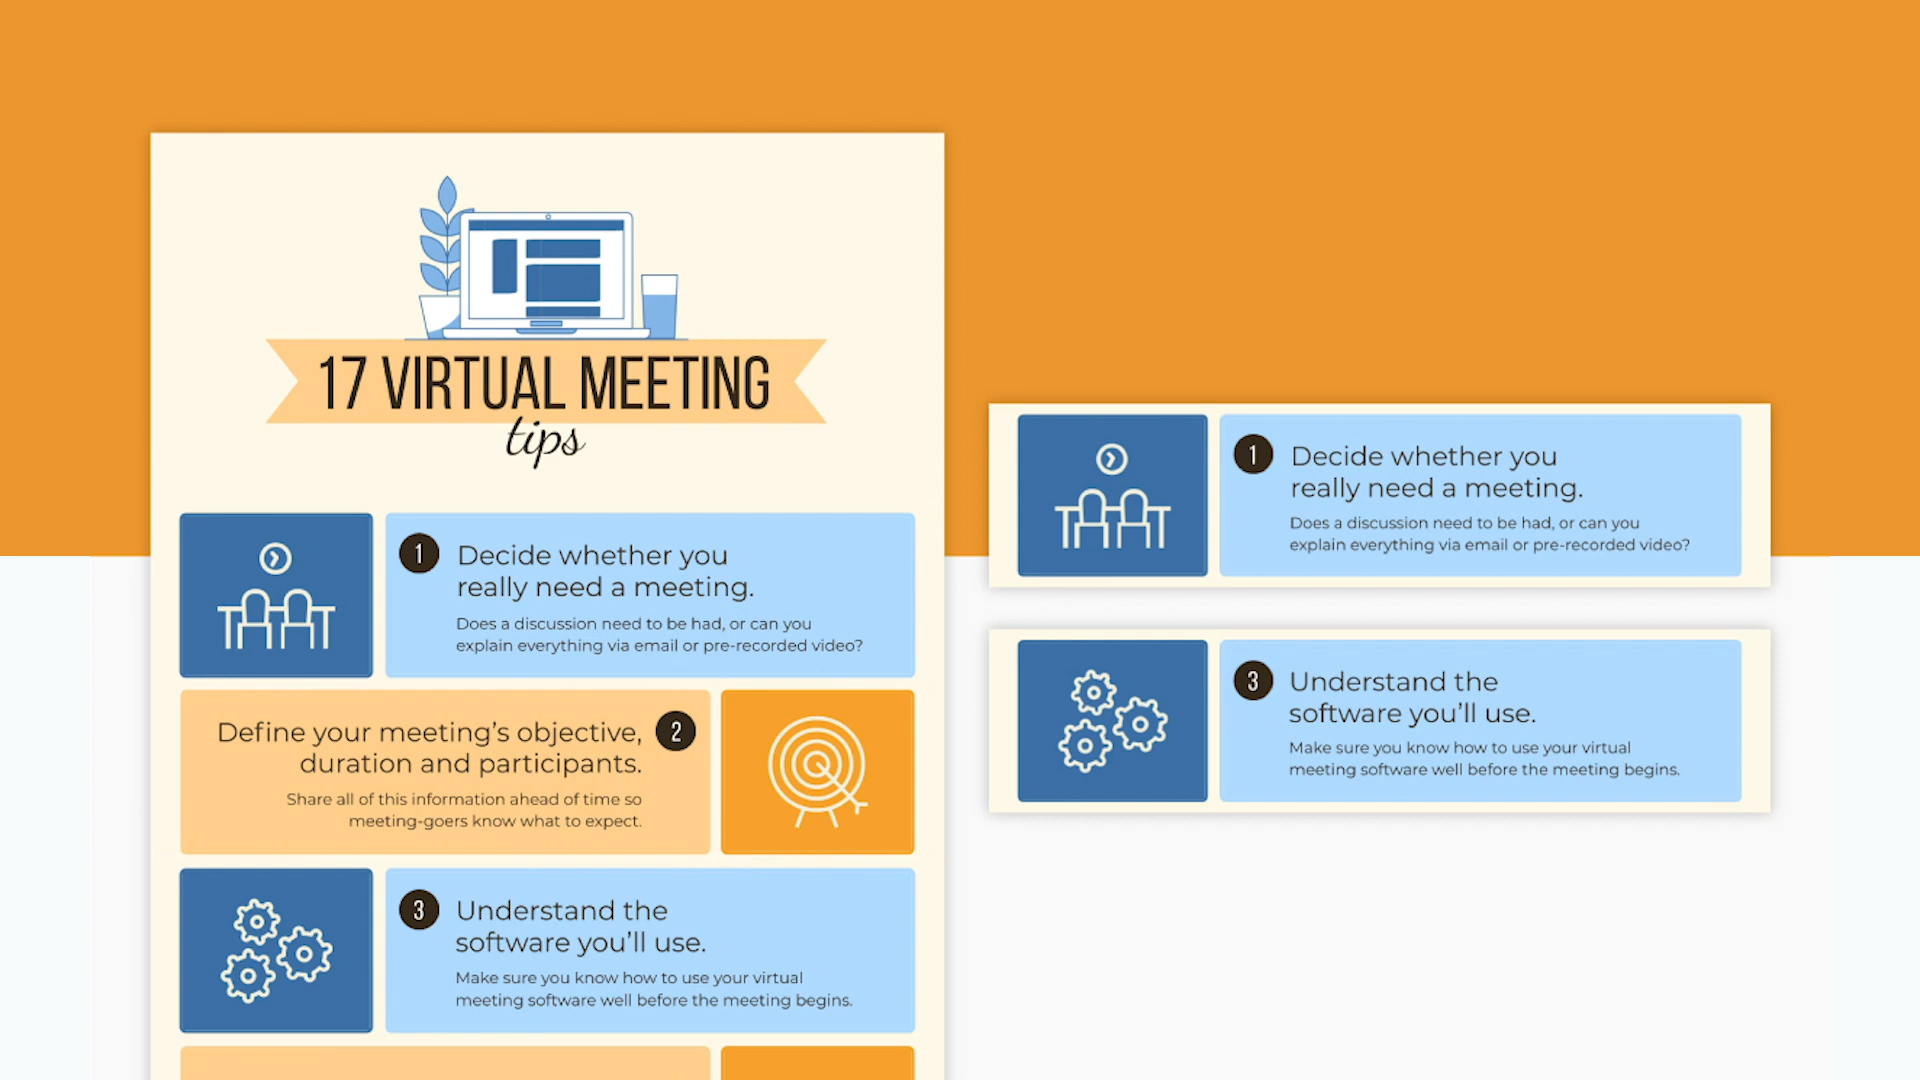 17 VIRTUAL MEETING
tips
1
Decide whether you
really need a meeting.
Does a discussion need to be had, or can you
explain everything via email or pre-recorded video?
Define your meeting’s objective,
duration and participants.
2
Share all of this information ahead of time so
meeting-goers know what to expect.
3
Understand the
software you’ll use.
Make sure you know how to use your virtual
meeting software well before the meeting begins.
1
Decide whether you
really need a meeting.
Does a discussion need to be had, or can you
explain everything via email or pre-recorded video?
3
Understand the
software you’ll use.
Make sure you know how to use your virtual
meeting software well before the meeting begins.